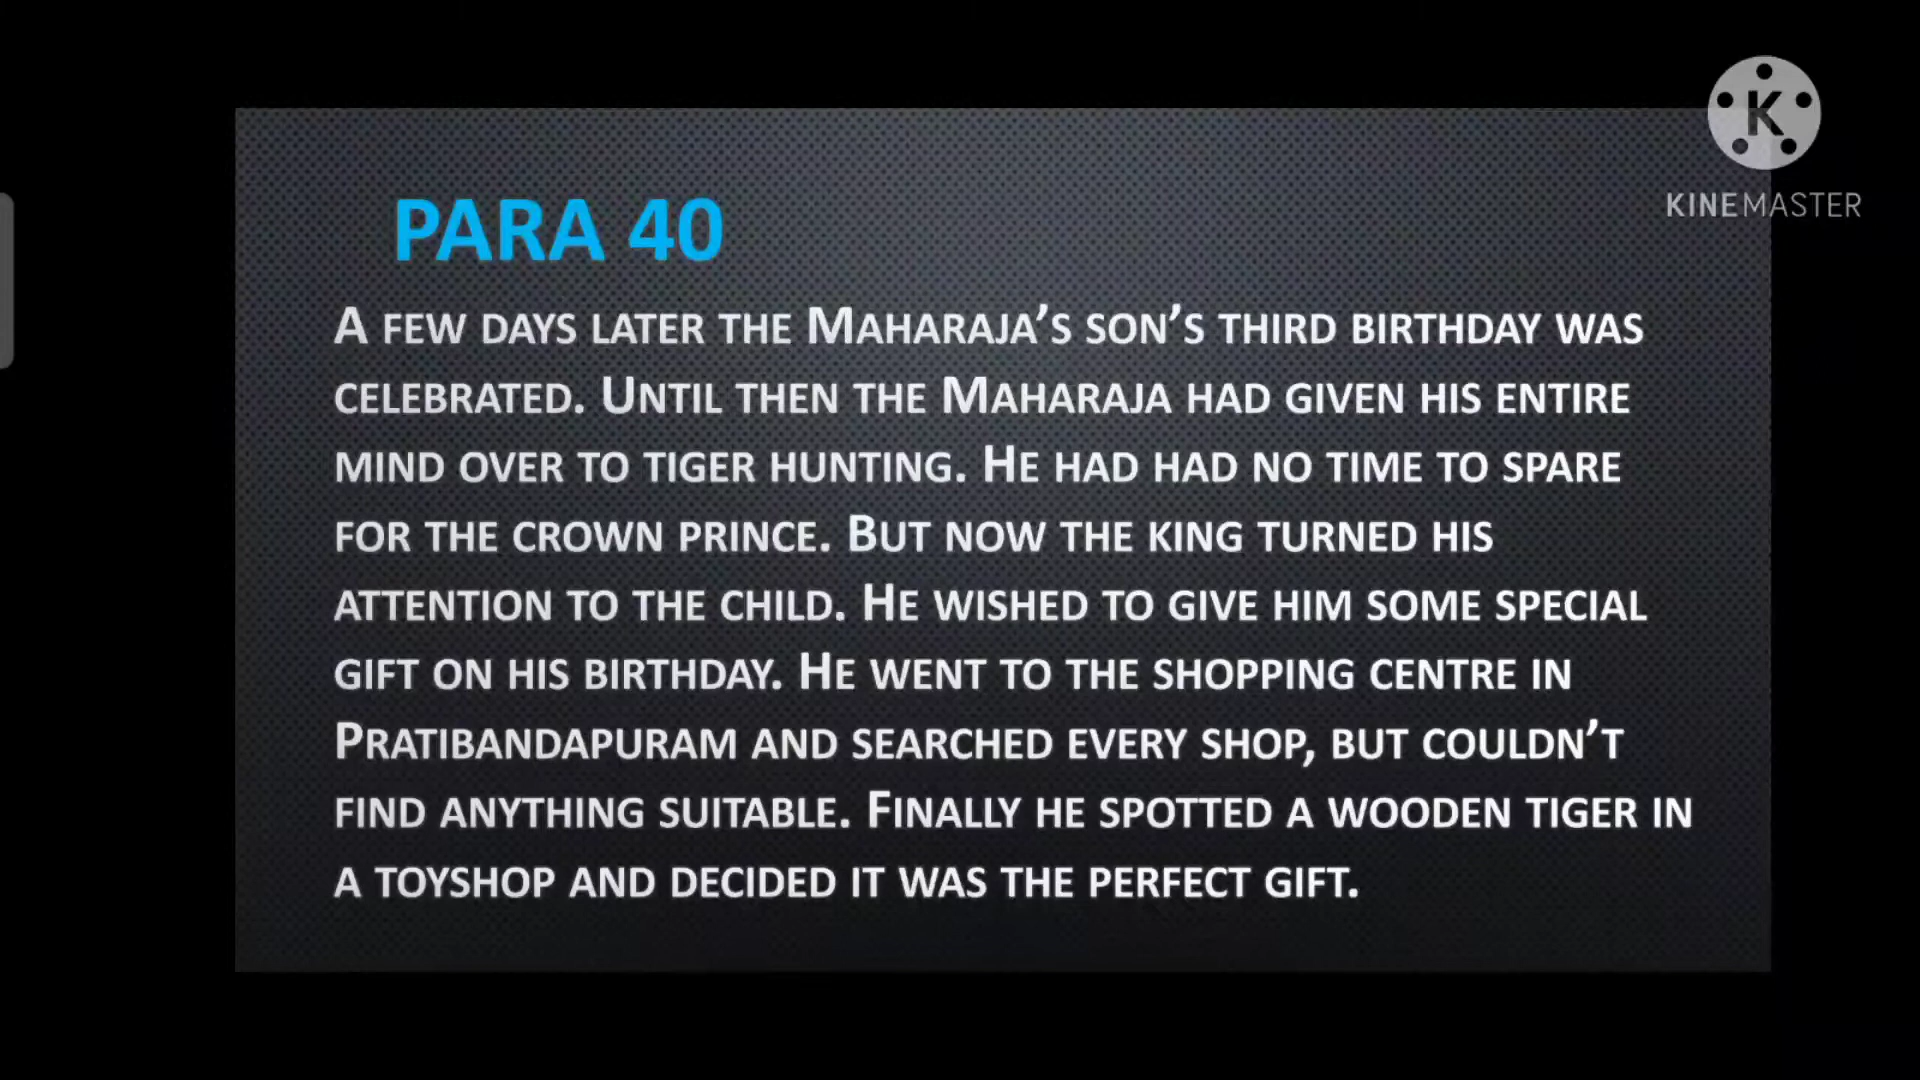 K
KINEMASTER
PARA 40
A FEW DAYS LATER THE MAHARAJA’S SON’S THIRD BIRTHDAY WAS
CELEBRATED. UNTIL THEN THE MAHARAJA HAD GIVEN HIS ENTIRE
MIND OVER TO TIGER HUNTING. HE HAD HAD NO TIME TO SPARE
FOR THE CROWN PRINCE. BUT NOW THE KING TURNED HIS
ATTENTION TO THE CHILD. HE WISHED TO GIVE HIM SOME SPECIAL
GIFT ON HIS BIRTHDAY. HE WENT TO THE SHOPPING CENTRE IN
PRATIBANDAPURAM AND SEARCHED EVERY SHOP, BUT COULDN’T
FIND ANYTHING SUITABLE. FINALLY HE SPOTTED A WOODEN TIGER IN
A TOYSHOP AND DECIDED IT WAS THE PERFECT GIFT.